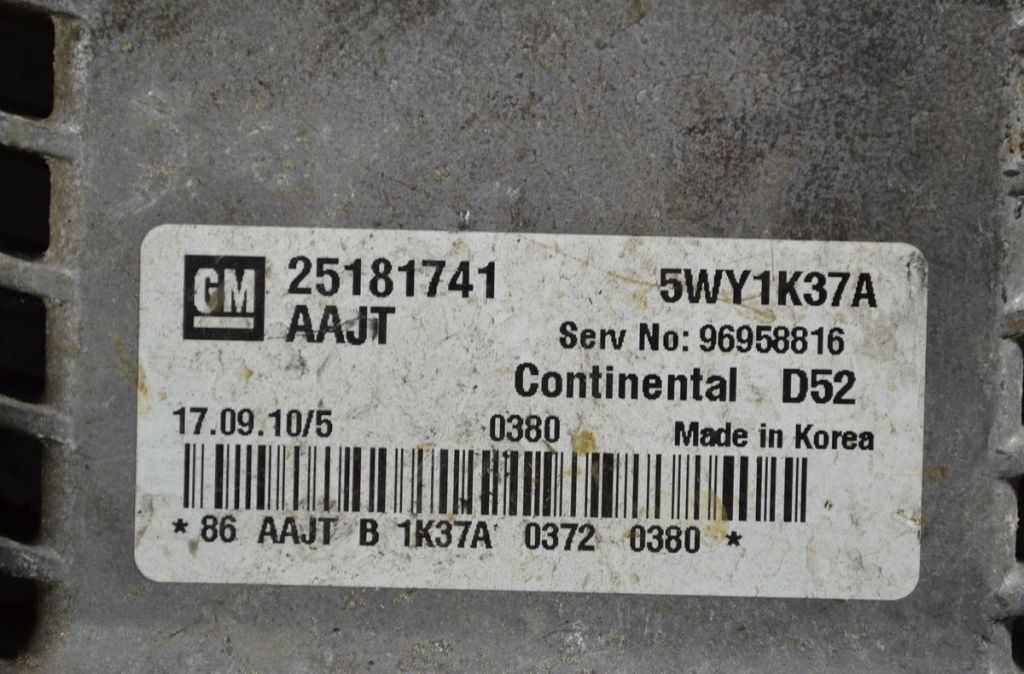 GM 25181741 5WY1K37A
AAJT Serv No: 96958816
Continental D52
17.09.10/5 0380 Made in Korea
*86 AAJT B 1K37A 0372 0380 *